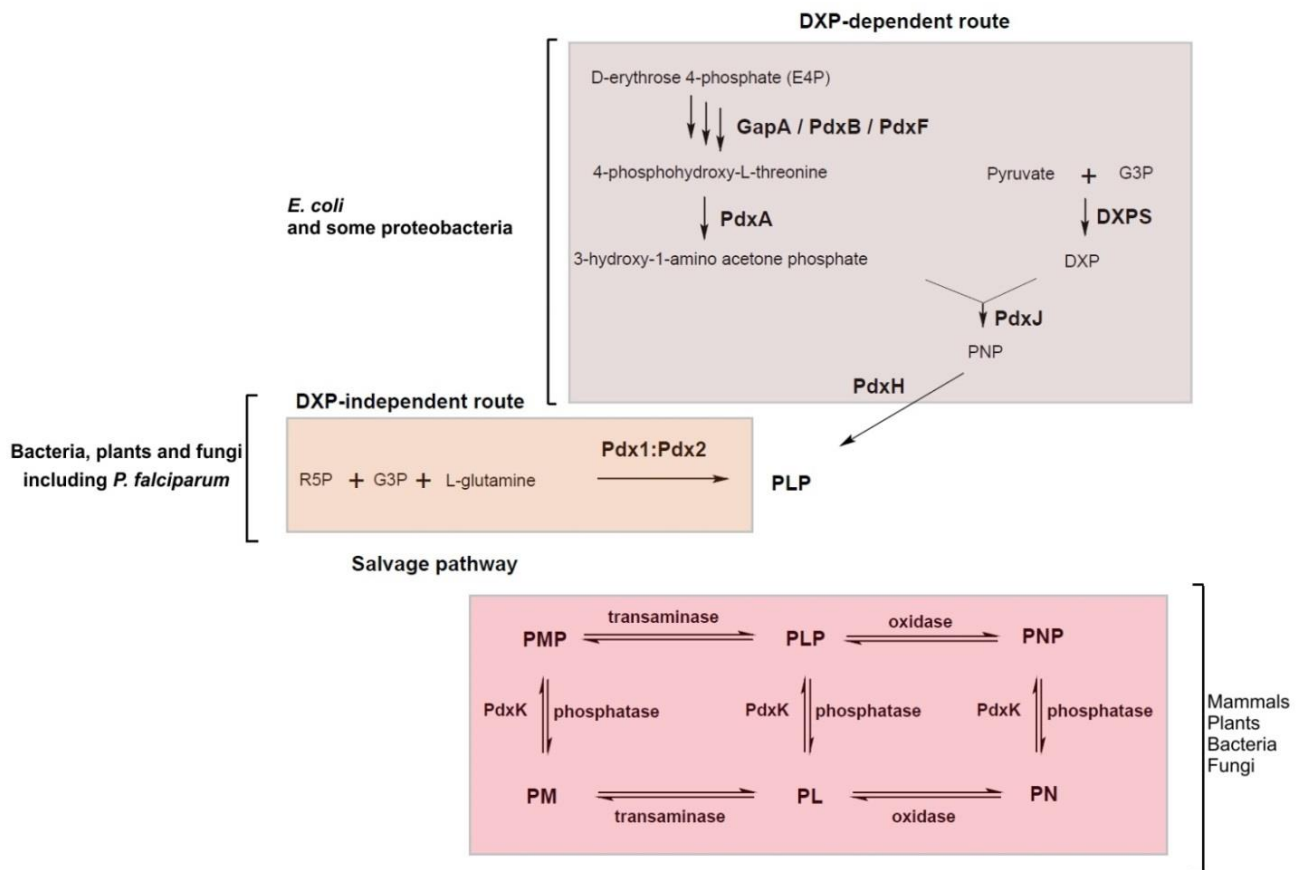 DXP-dependent route
D-erythrose 4-phosphate (E4P)
GapA / PdxB / PdxF
4-phosphohydroxy-L-threonine
Pyruvate + G3P
E. coli
and some proteobacteria
PdxA
DXPS
3-hydroxy-1-amino acetone phosphate
DXP
PdxJ
PNP
PdxH
DXP-independent route
Bacteria, plants and fungi
including P. falciparum
Pdx1:Pdx2
R5P + G3P + L-glutamine
PLP
Salvage pathway
transaminase
oxidase
PMP
PLP
PNP
PdxK
phosphatase
PdxK
phosphatase
PdxK
phosphatase
Mammals
Plants
Bacteria
Fungi
PM
PL
PN
transaminase
oxidase